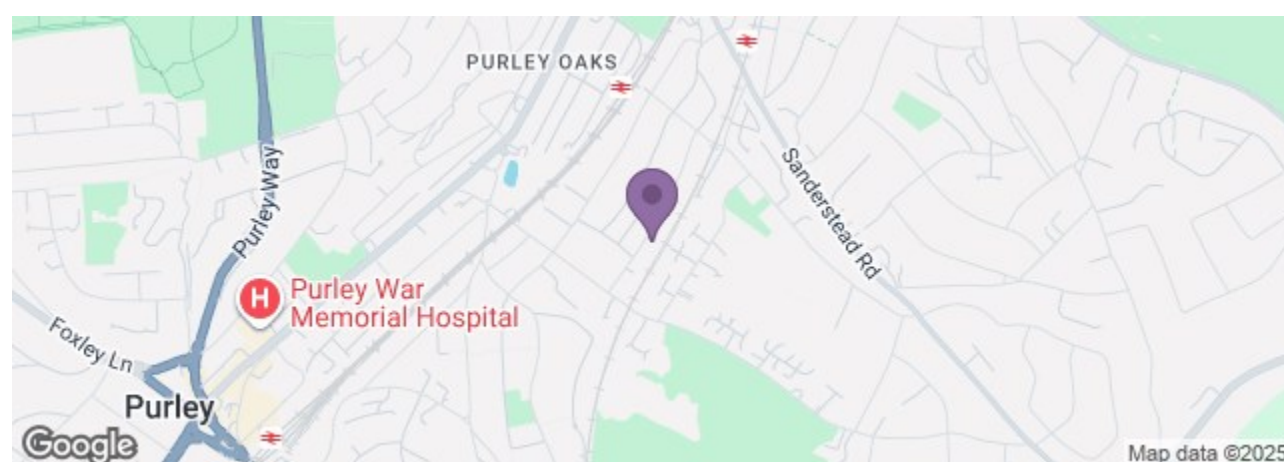 PURLEY OAKS
Purley Way
Sanderstead Rd
H
Purley War
Memorial Hospital
Foxley Ln
Purley
Google
Map data ©2025